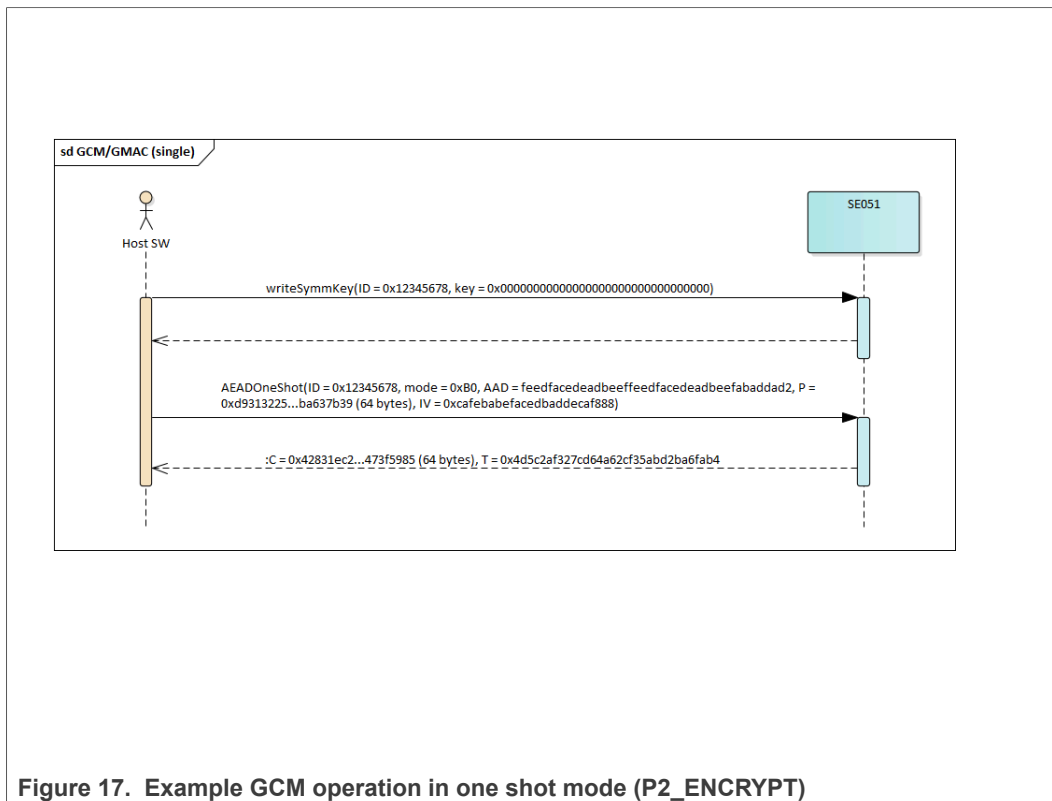 sd GCM/GMAC (single)
SE051
Host SW
writeSymmKey(ID = 0x12345678, key = 0x00000000000000000000000000000000)
AEADOneShot(ID = 0x12345678, mode = 0xB0, AAD = feedfacedeadbeeffeedfacedeadbeefabaddad2, P =
0xd9313225...ba637b39 (64 bytes), IV = 0xcafebabefacedbaddecaf888)
:C = 0x42831ec2...473f5985 (64 bytes), T = 0x4d5c2af327cd64a62cf35abd2ba6fab4
Figure 17. Example GCM operation in one shot mode (P2_ENCRYPT)